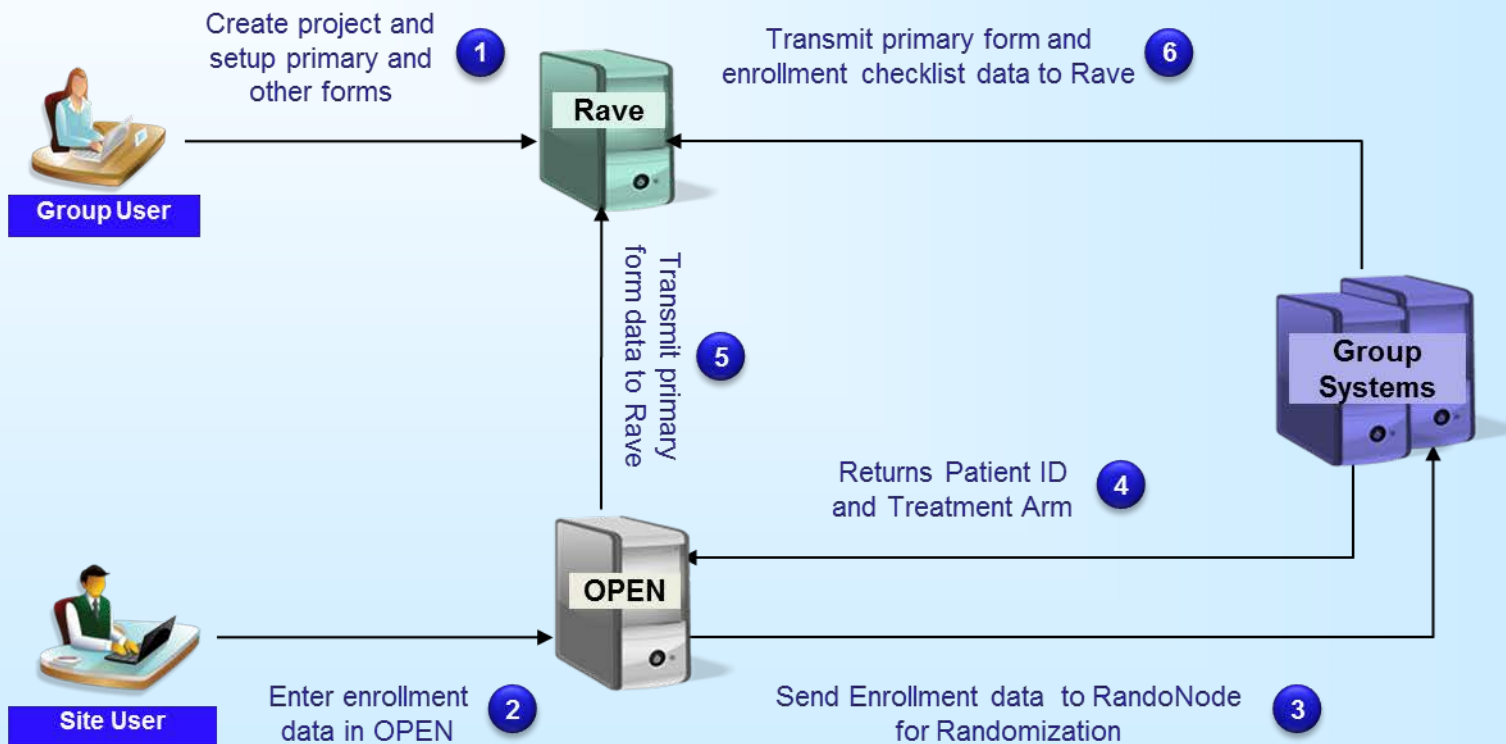 Create project and
setup primary and
other forms
1
Rave
Transmit primary form and
enrollment checklist data to Rave
6
Group User
Transmit primary
form data to Rave
5
Group
Systems
Returns Patient ID
and Treatment Arm
4
OPEN
Site User
Enter enrollment
data in OPEN
2
Send Enrollment data to RandoNode
for Randomization
3